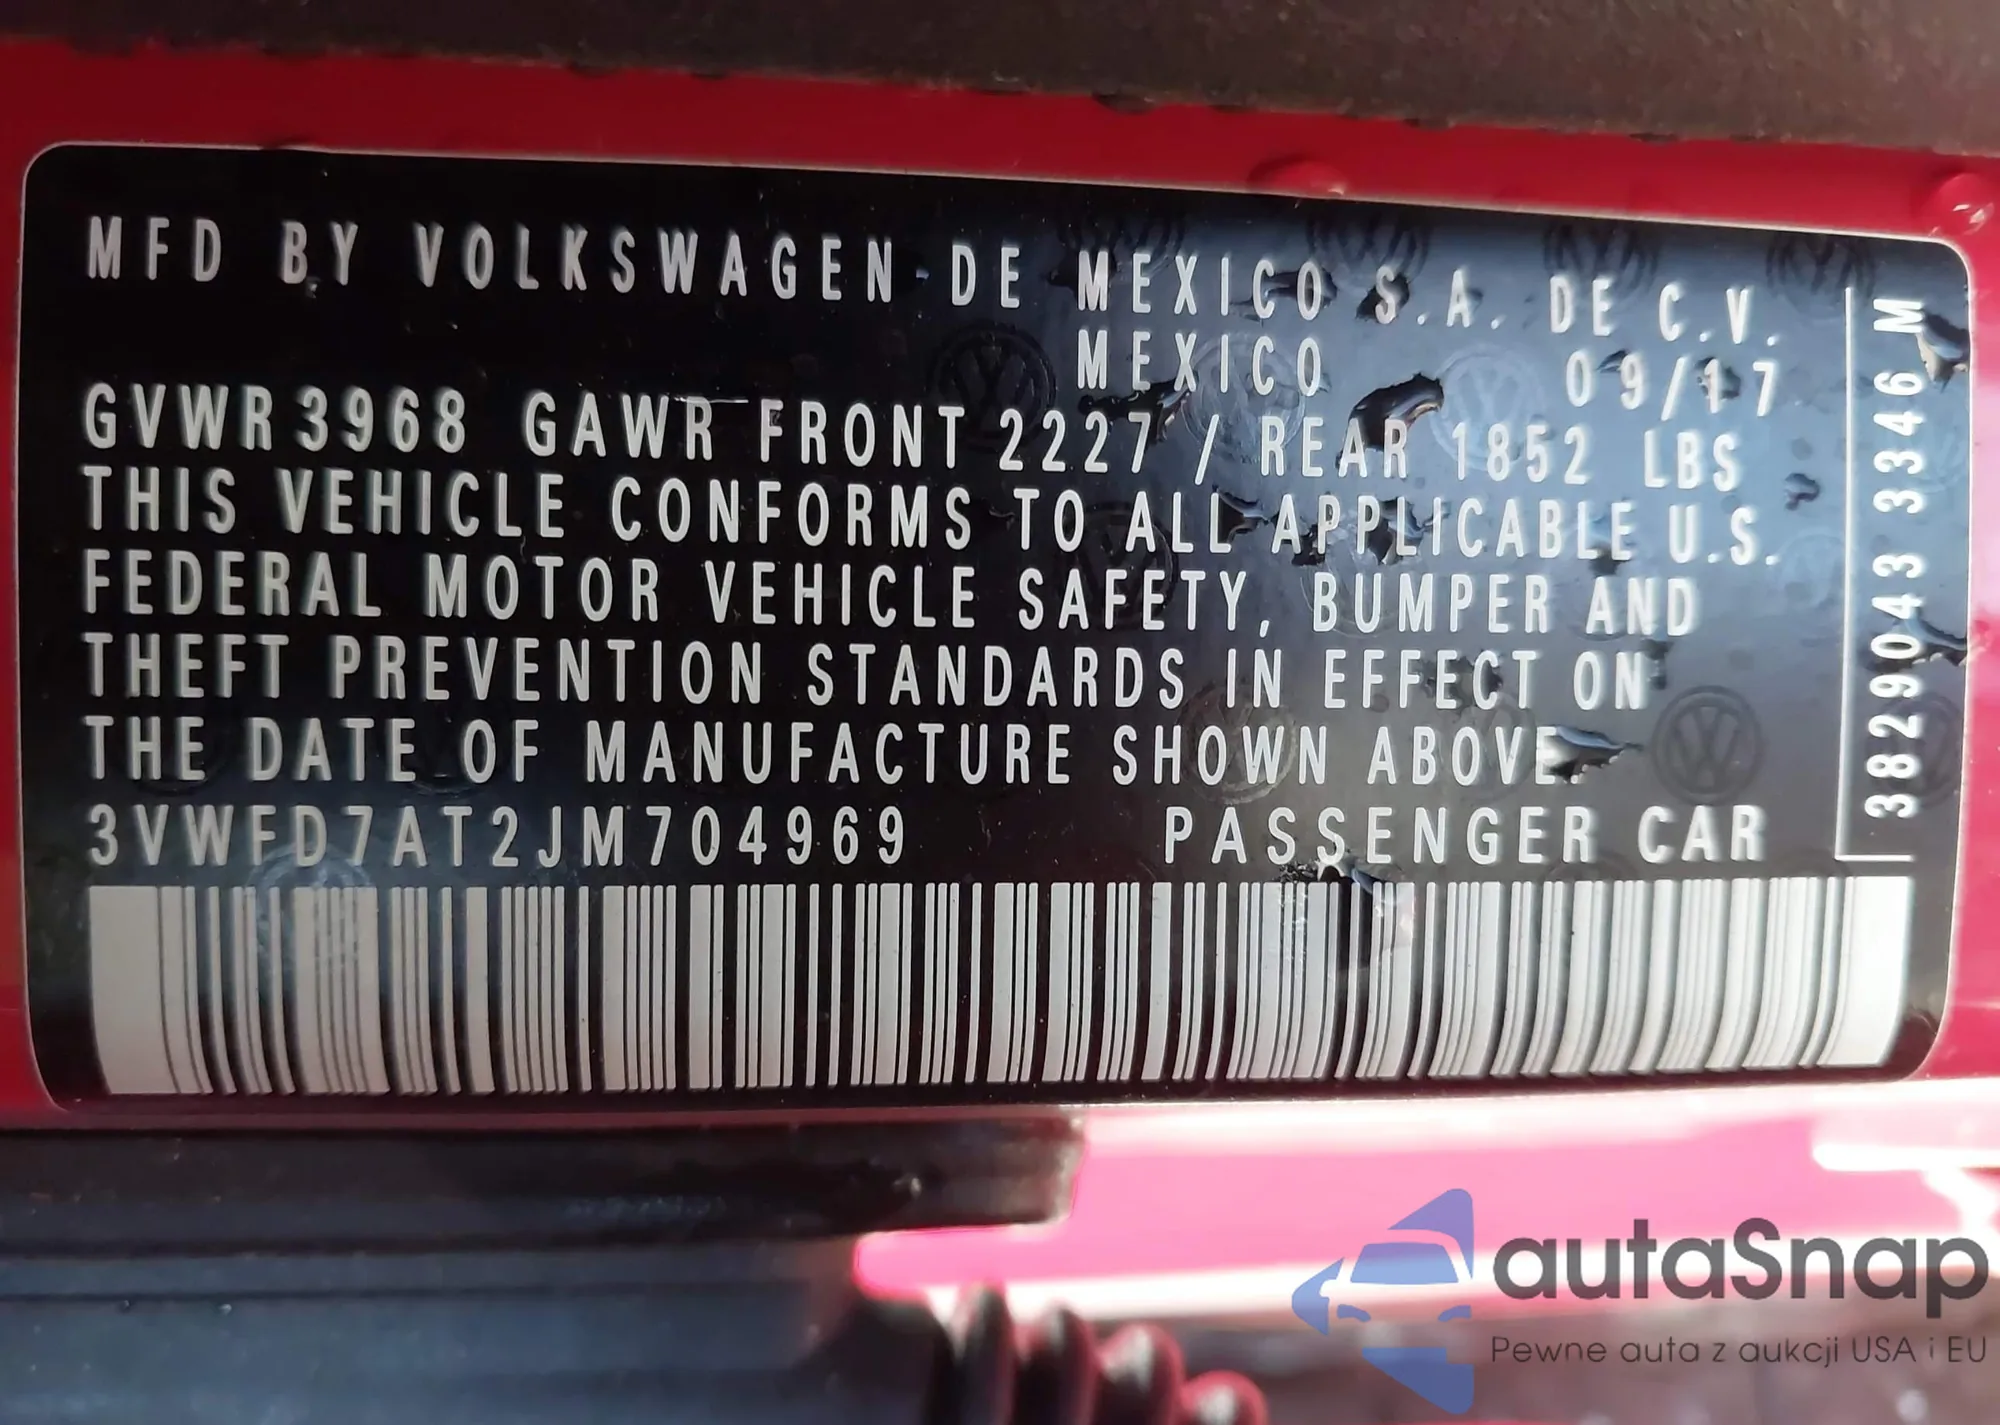 MFD BY VOLKSWAGEN DE MEXICO S.A. DE C.V.
MEXICO 09/17
GVWR 3968 GAWR FRONT 2227 / REAR 1852 LBS
THIS VEHICLE CONFORMS TO ALL APPLICABLE U.S.
FEDERAL MOTOR VEHICLE SAFETY, BUMPER AND
THEFT PREVENTION STANDARDS IN EFFECT ON
THE DATE OF MANUFACTURE SHOWN ABOVE.
3VWFD7AT2JM704969 PASSENGER CAR
3829043 3346 M
autaSnap
Pewne auta z aukcji USA i EU